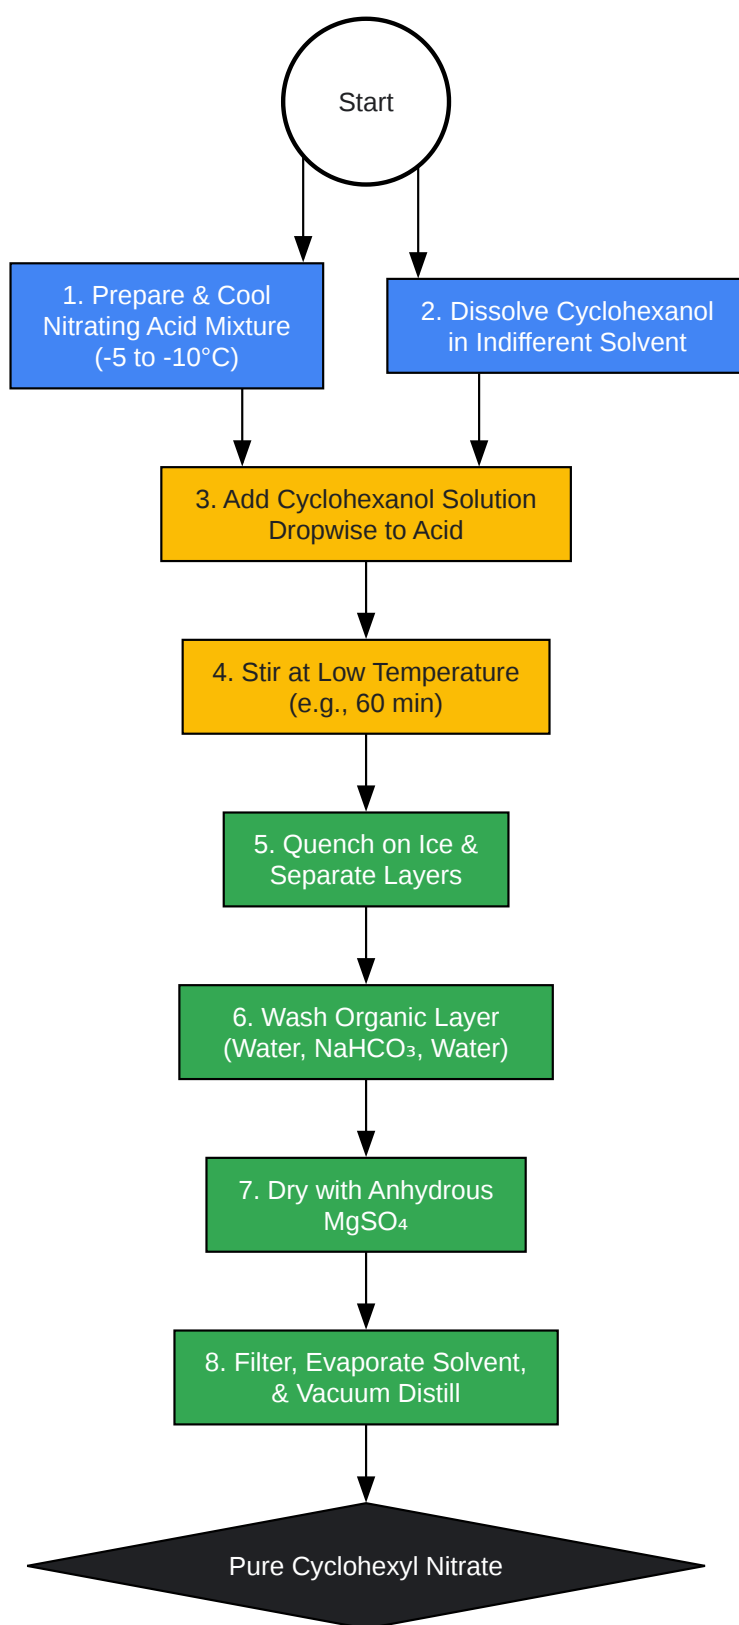 Start
1. Prepare & Cool
Nitrating Acid Mixture
(-5 to -10°C)
2. Dissolve Cyclohexanol
in Indifferent Solvent
3. Add Cyclohexanol Solution
Dropwise to Acid
4. Stir at Low Temperature
(e.g., 60 min)
5. Quench on Ice &
Separate Layers
6. Wash Organic Layer
(Water, NaHCO₃, Water)
7. Dry with Anhydrous
MgSO₄
8. Filter, Evaporate Solvent,
& Vacuum Distill
Pure Cyclohexyl Nitrate